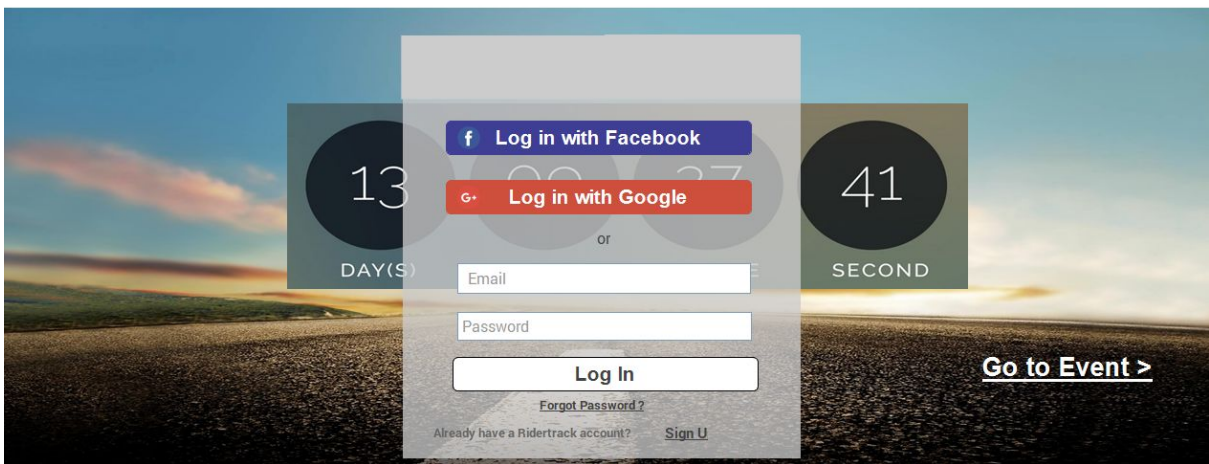 Log in with Facebook
Log in with Google
13
41
or
DAY(S)
SECOND
Email
Password
Log In
Go to Event >
Forgot Password ?
Already have a Ridertrack account? Sign U